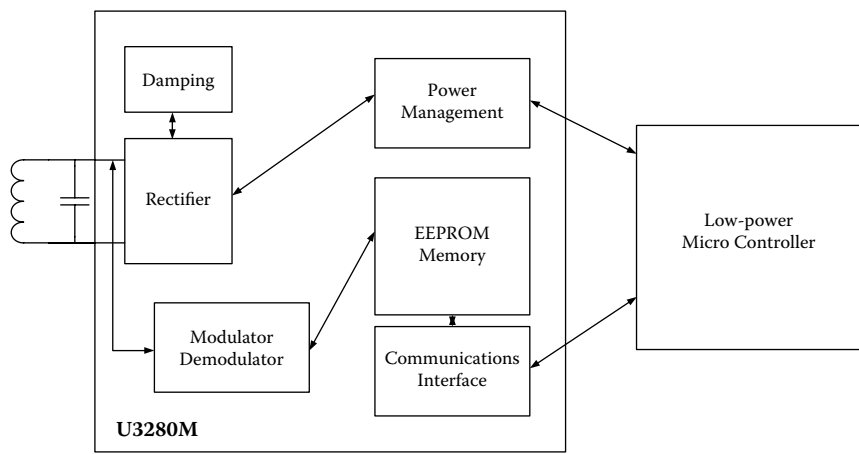 Damping
Power
Management
Rectifier
EEPROM
Memory
Low-power
Micro Controller
Modulator
Demodulator
Communications
Interface
U3280M